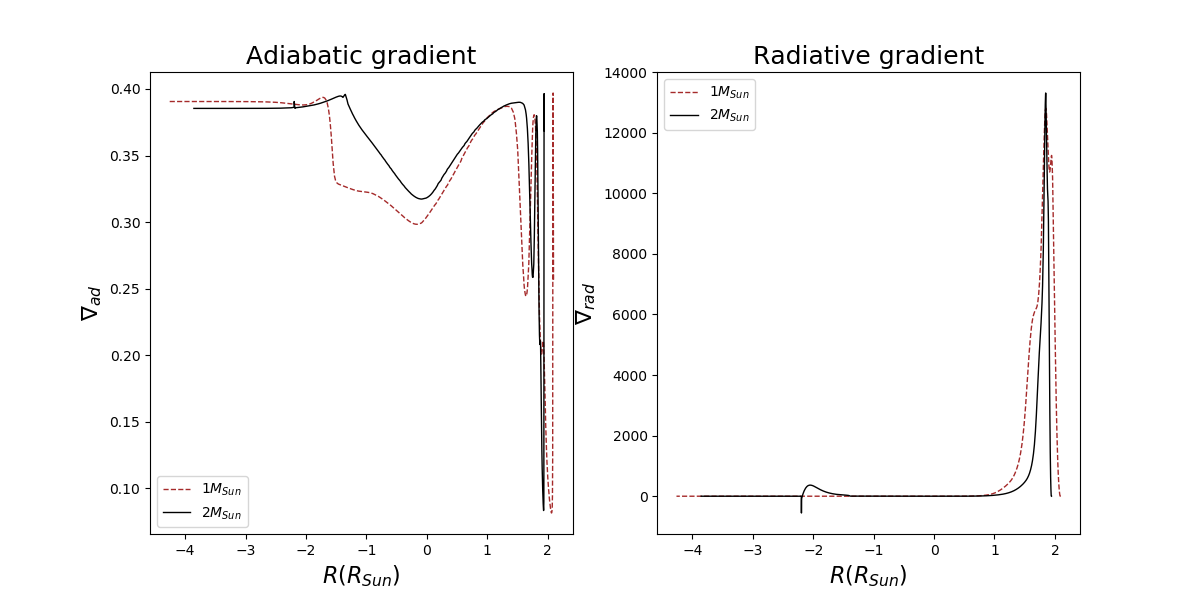 Adiabatic gradient
0.40
0.35
0.30
0.25
0.20
0.15
0.10
∇ad
−4 −3 −2 −1 0 1 2
R(RSun)
1MSun
2MSun
Radiative gradient
14000
12000
10000
8000
6000
4000
2000
0
∇rad
−4 −3 −2 −1 0 1 2
R(RSun)
1MSun
2MSun